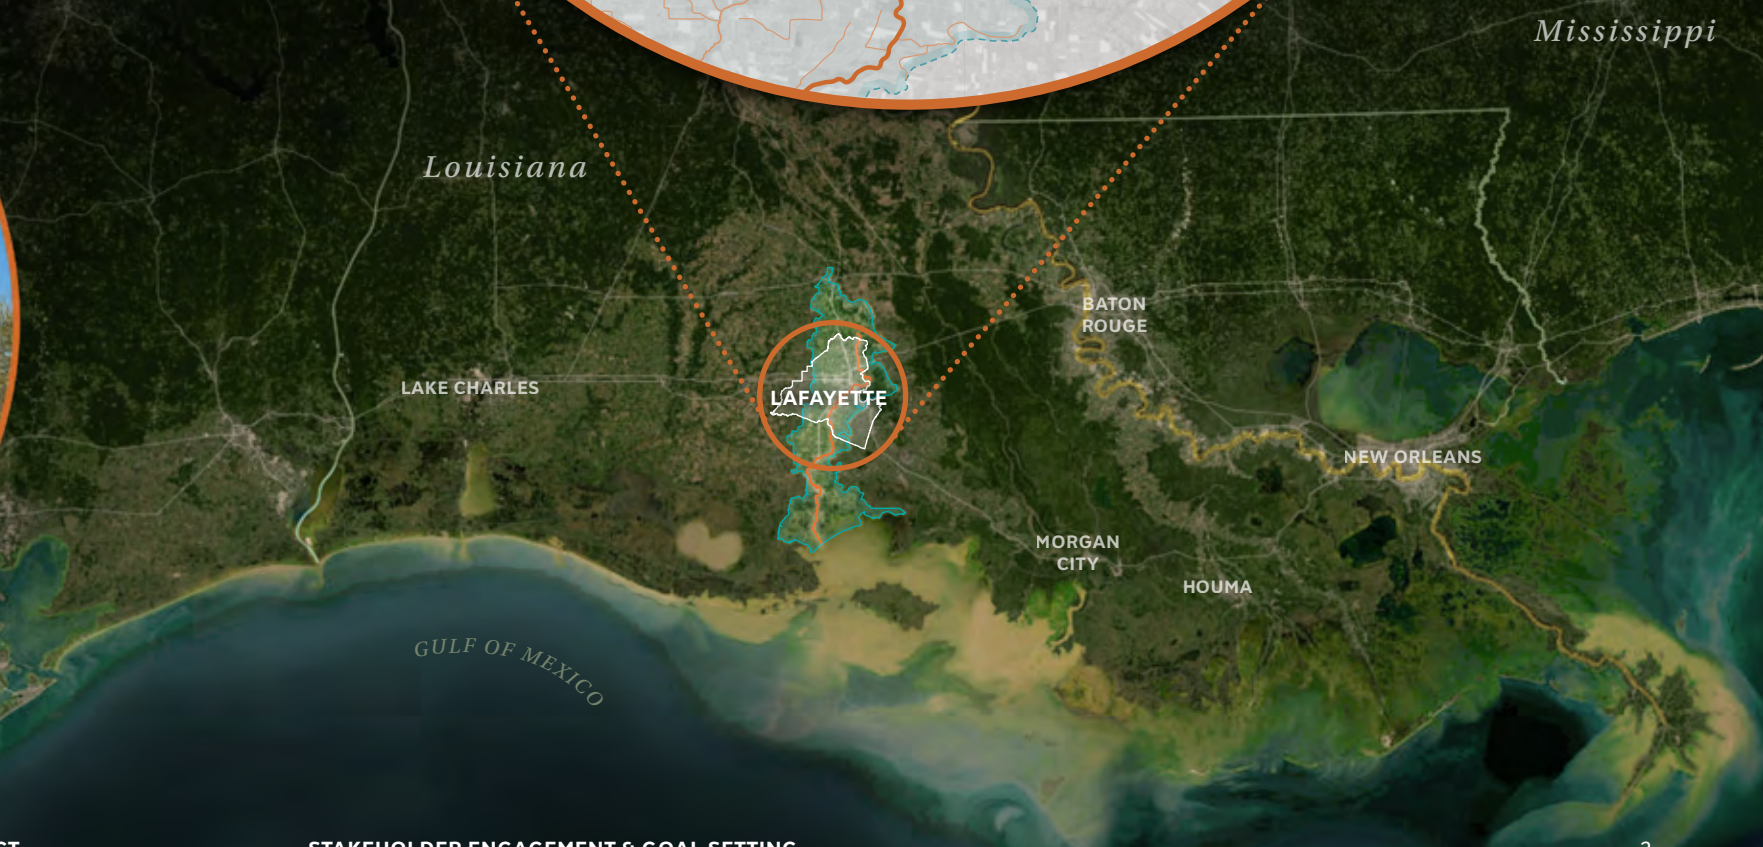 Mississippi
Louisiana
BATON
ROUGE
LAKE CHARLES
LAFAYETTE
NEW ORLEANS
MORGAN
CITY
HOUMA
GULF OF MEXICO
STAKEHOLDER ENGAGEMENT & GOAL SETTING